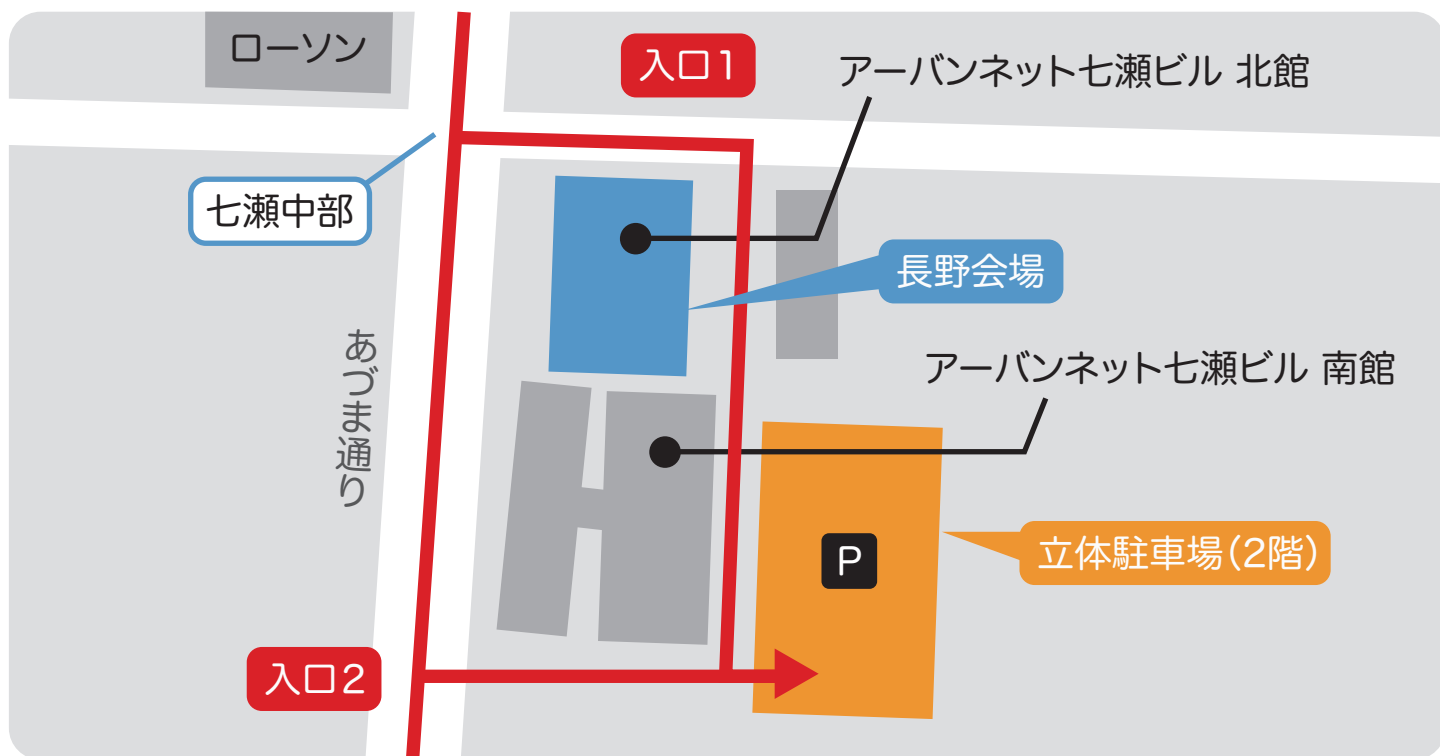 ローソン
入口1
アーバンネット七瀬ビル 北館
七瀬中部
長野会場
あづま通り
アーバンネット七瀬ビル 南館
P
立体駐車場(2階)
入口2